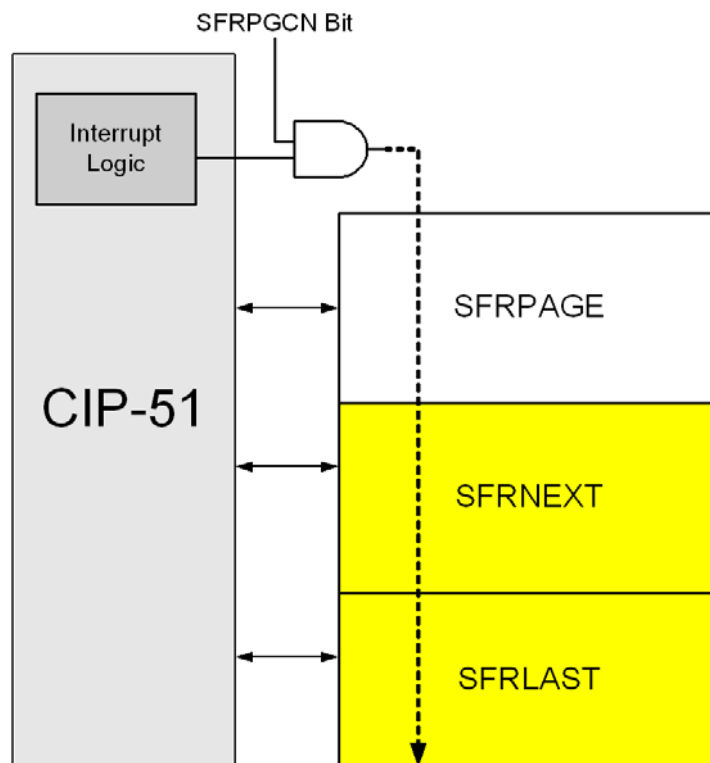 SFRPGCN Bit
Interrupt
Logic
SFRPAGE
CIP-51
SFRNEXT
SFRLAST